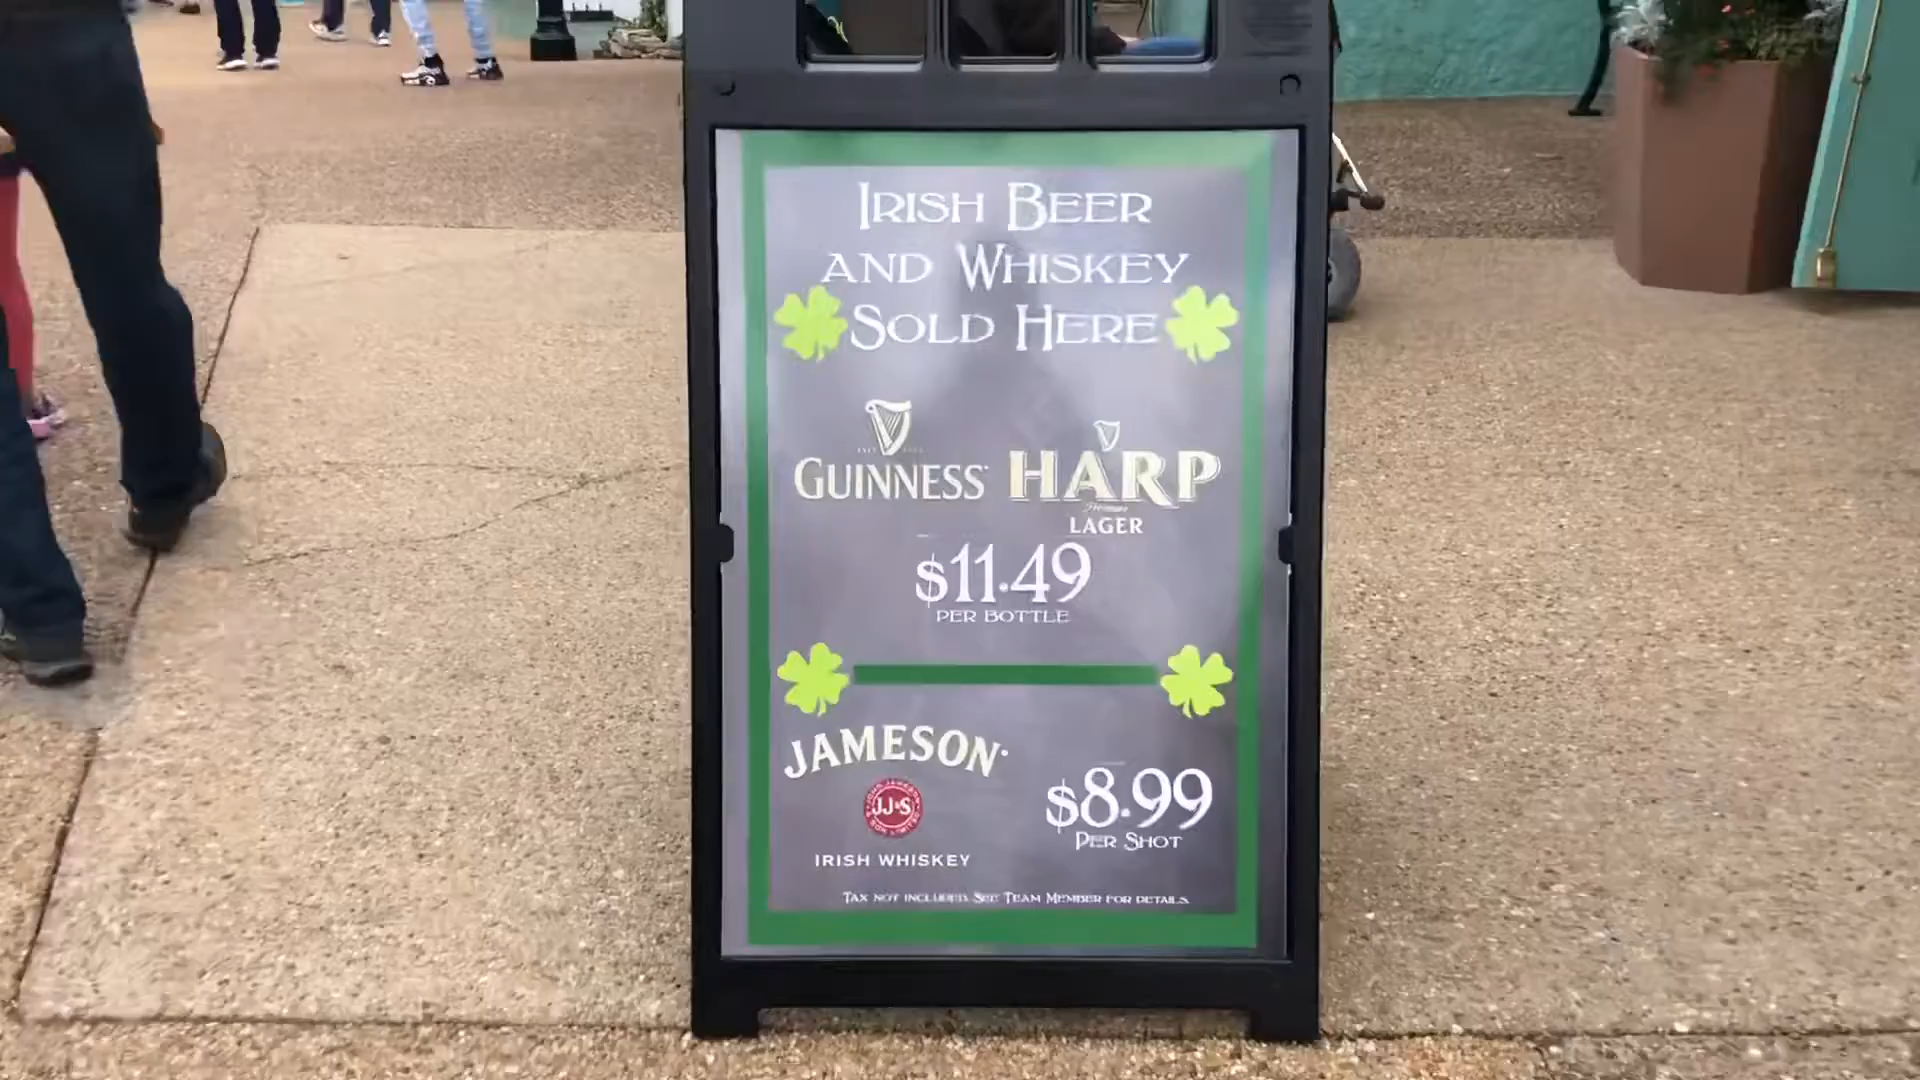 IRISH BEER
AND WHISKEY
SOLD HERE
GUINNESS HARP
LAGER
$11.49
PER BOTTLE
JAMESON
JJ&S
IRISH WHISKEY
$8.99
PER SHOT
TAX NOT INCLUDED. SEE TEAM MEMBER FOR DETAILS.